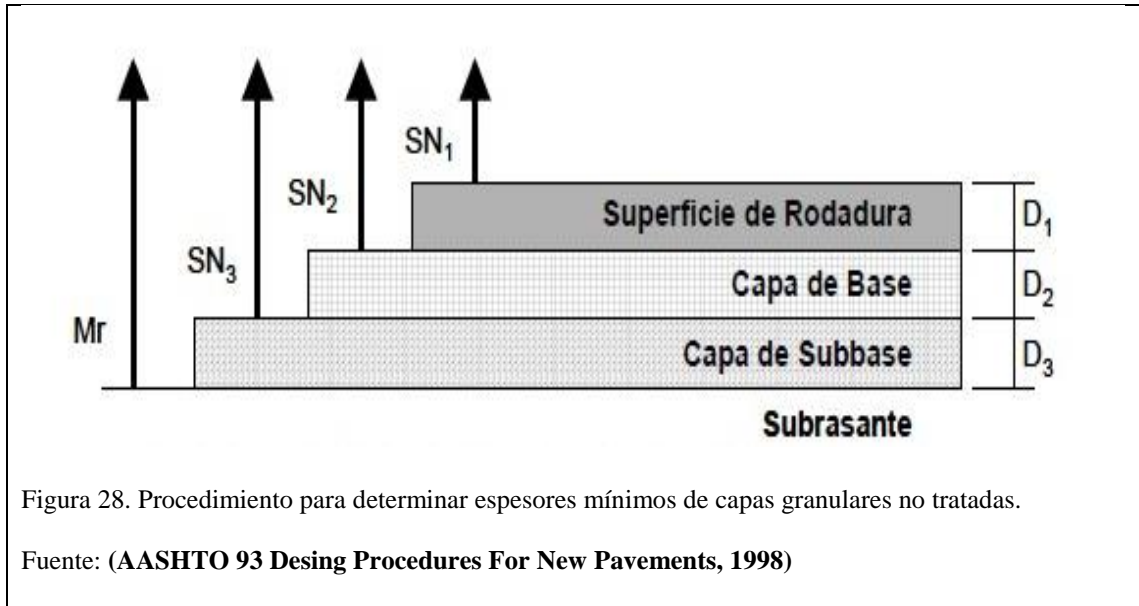 SN₁
SN₂
SN₃
Mr
Superficie de Rodadura
D₁
Capa de Base
D₂
Capa de Subbase
D₃
Subrasante
Figura 28. Procedimiento para determinar espesores mínimos de capas granulares no tratadas.
Fuente: (AASHTO 93 Desing Procedures For New Pavements, 1998)